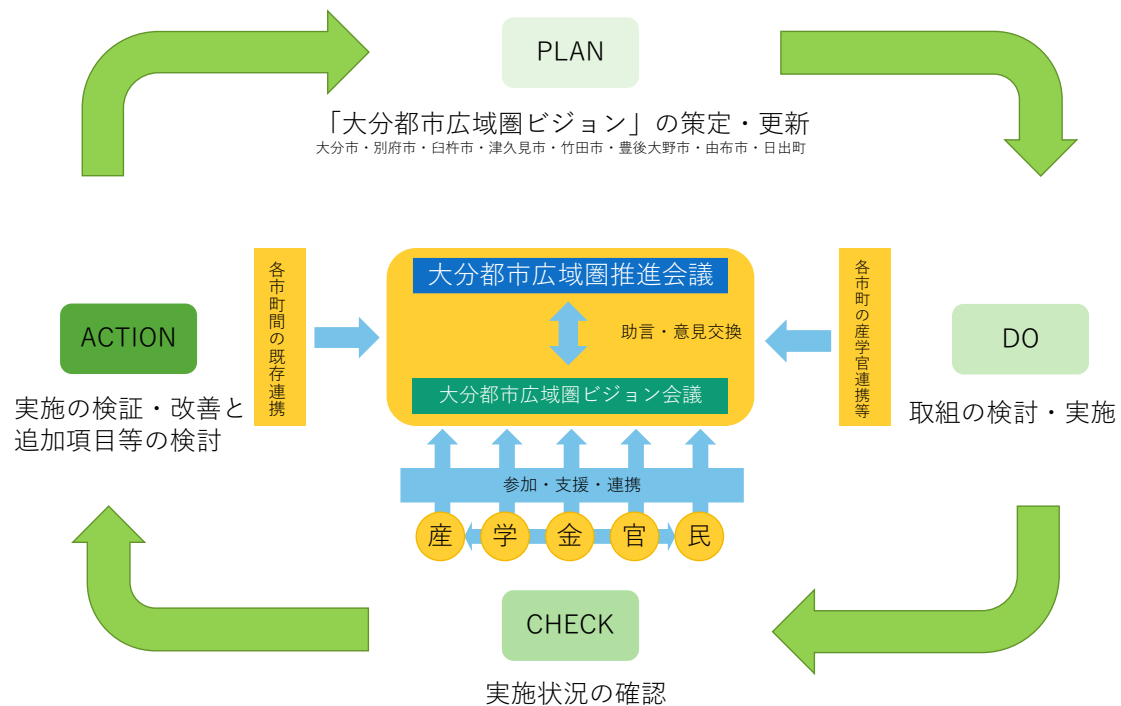 PLAN
「大分都市広域圏ビジョン」の策定・更新
大分市・別府市・臼杵市・津久見市・竹田市・豊後大野市・由布市・日出町
各市町間の既存連携
大分都市広域圏推進会議
助言・意見交換
大分都市広域圏ビジョン会議
各市町の産学官連携等
ACTION
実施の検証・改善と
追加項目等の検討
DO
取組の検討・実施
参加・支援・連携
産 学 金 官 民
CHECK
実施状況の確認